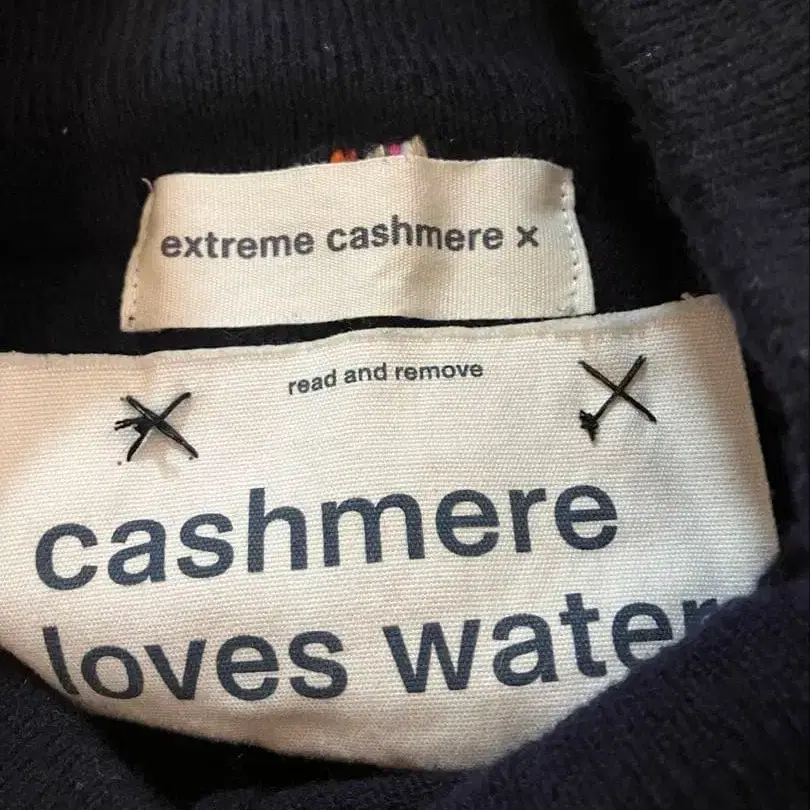 extreme cashmere x
read and remove
cashmere
loves water